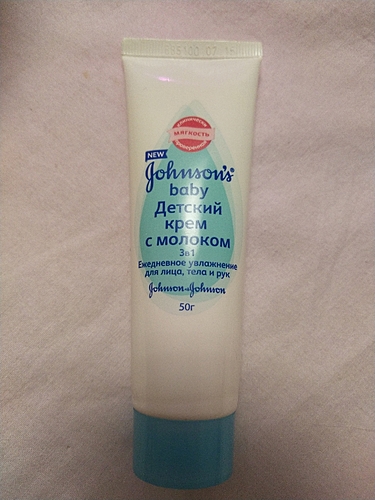 МЯГКОСТЬ
NEW
Johnson's®
baby
Детский
крем
с молоком
3в1
Ежедневное увлажнение
для лица, тела и рук
Johnson & Johnson
50г